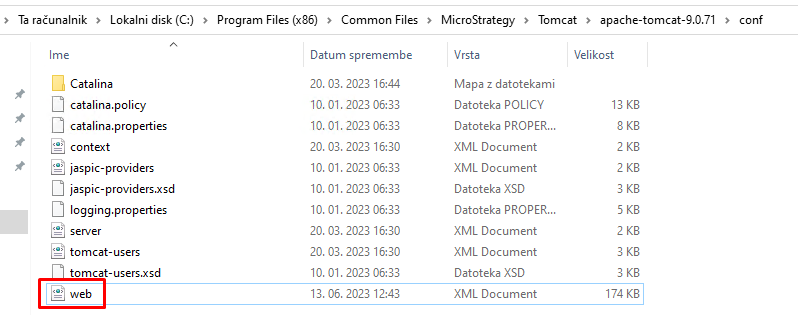 Ta računalnik > Lokalni disk (C:) > Program Files (x86) > Common Files > MicroStrategy > Tomcat > apache-tomcat-9.0.71 > conf
Ime Datum spremembe Vrsta Velikost
Catalina 20. 03. 2023 16:44 Mapa z datotekami
catalina.policy 10. 01. 2023 06:33 Datoteka POLICY 13 KB
catalina.properties 10. 01. 2023 06:33 Datoteka PROPER... 8 KB
context 20. 03. 2023 16:30 XML Document 2 KB
jaspic-providers 10. 01. 2023 06:33 XML Document 2 KB
jaspic-providers.xsd 10. 01. 2023 06:33 Datoteka XSD 3 KB
logging.properties 10. 01. 2023 06:33 Datoteka PROPER... 5 KB
server 20. 03. 2023 16:30 XML Document 2 KB
tomcat-users 20. 03. 2023 16:30 XML Document 3 KB
tomcat-users.xsd 10. 01. 2023 06:33 Datoteka XSD 3 KB
web 13. 06. 2023 12:43 XML Document 174 KB